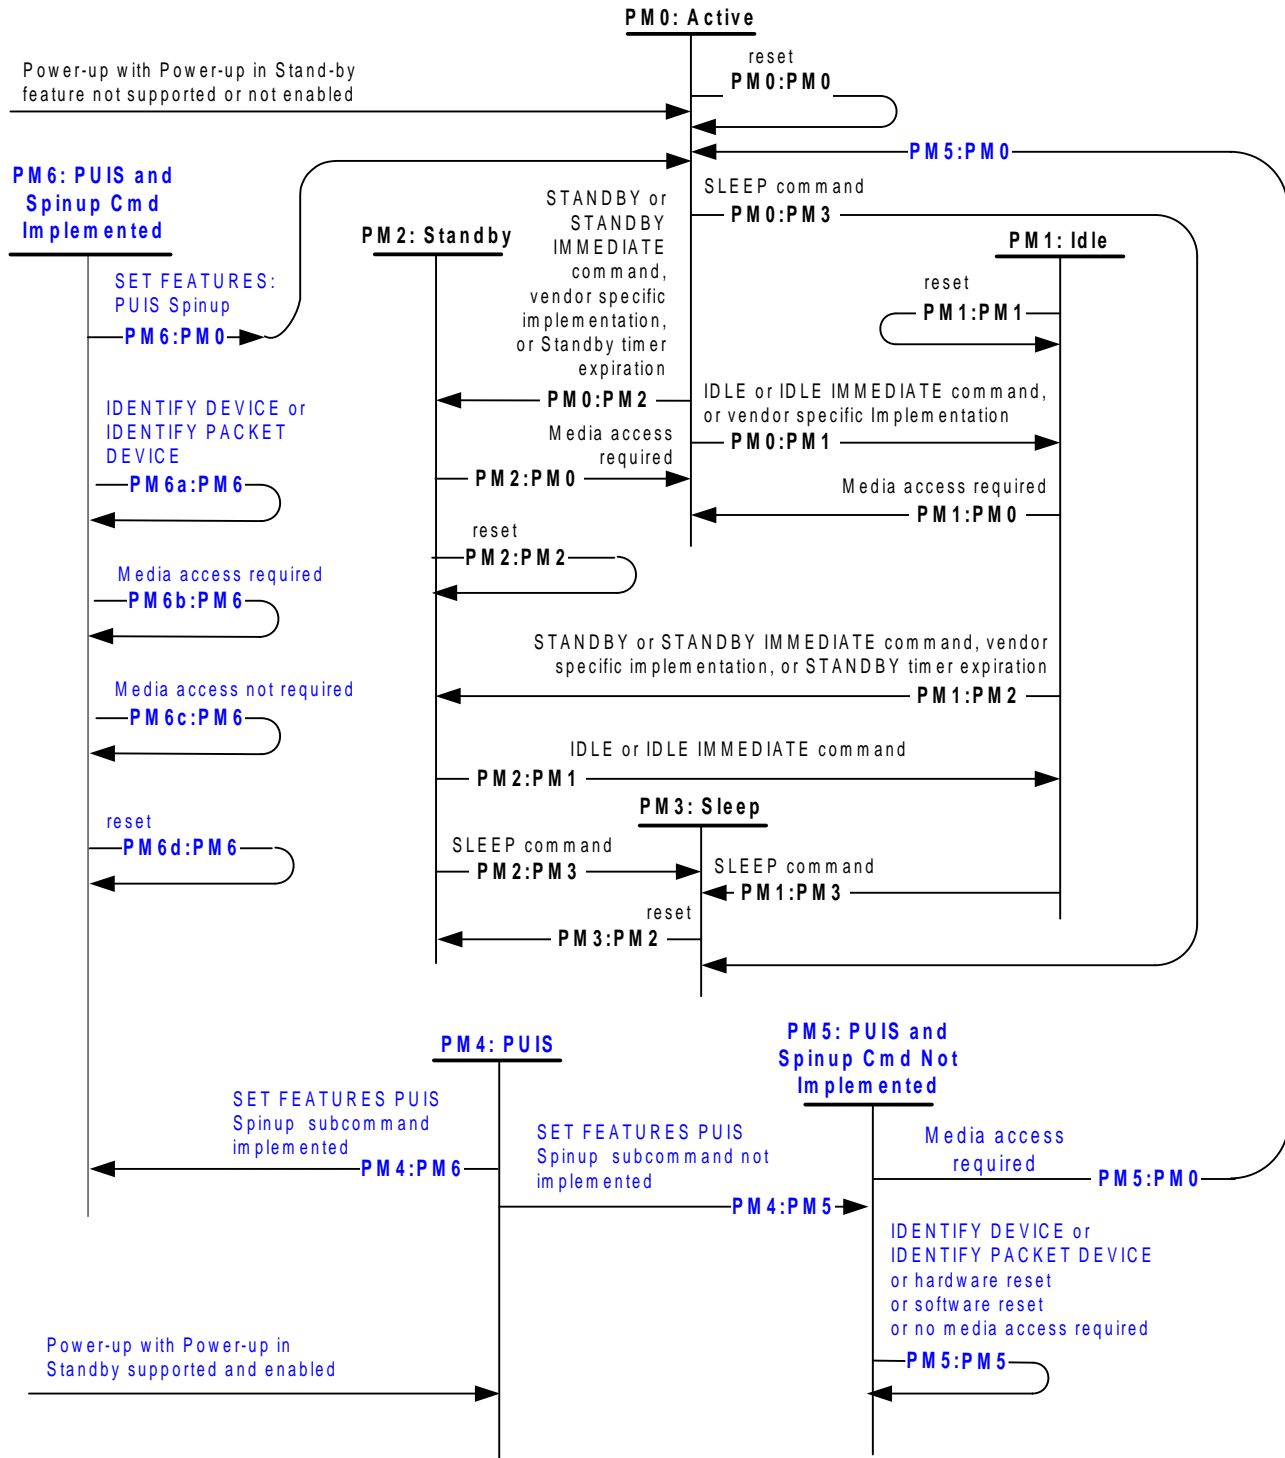 PM0: Active
reset
PM0:PM0
Power-up with Power-up in Stand-by
feature not supported or not enabled
PM5:PM0
PM6: PUIS and
Spinup Cmd
Implemented
SLEEP command
PM0:PM3
STANDBY or
STANDBY
IMMEDIATE
command,
vendor specific
implementation,
or Standby timer
expiration
PM0:PM2
PM2: Standby
PM1: Idle
reset
PM1:PM1
SET FEATURES:
PUIS Spinup
PM6:PM0
IDLE or IDLE IMMEDIATE command,
or vendor specific Implementation
PM0:PM1
IDENTIFY DEVICE or
IDENTIFY PACKET
DEVICE
PM6a:PM6
Media access
required
PM2:PM0
Media access required
PM1:PM0
reset
PM2:PM2
Media access required
PM6b:PM6
STANDBY or STANDBY IMMEDIATE command, vendor
specific implementation, or STANDBY timer expiration
PM1:PM2
Media access not required
PM6c:PM6
IDLE or IDLE IMMEDIATE command
PM2:PM1
PM3: Sleep
reset
PM6d:PM6
SLEEP command
PM2:PM3
SLEEP command
PM1:PM3
reset
PM3:PM2
PM4: PUIS
PM5: PUIS and
Spinup Cmd Not
Implemented
SET FEATURES PUIS
Spinup subcommand
implemented
PM4:PM6
SET FEATURES PUIS
Spinup subcommand not
implemented
PM4:PM5
Media access
required
PM5:PM0
IDENTIFY DEVICE or
IDENTIFY PACKET DEVICE
or hardware reset
or software reset
or no media access required
PM5:PM5
Power-up with Power-up in
Standby supported and enabled